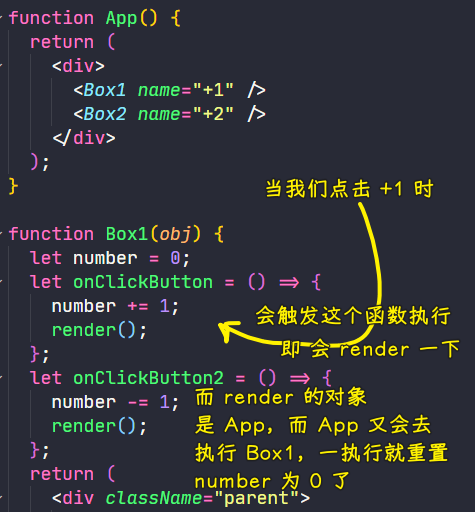 function App() {
return (
<div>
<Box1 name="+1" />
<Box2 name="+2" />
</div>
);
}
当我们点击 +1 时
function Box1(obj) {
let number = 0;
let onClickButton = () => {
number += 1;
会触发这个函数执行
render();
即 会 render 一下
};
let onClickButton2 = () => {
number -= 1;
render();
};
而 render 的对象
是 App，而 App 又会去
执行 Box1，一执行就重置
number 为 0 了
return (
<div className="parent">